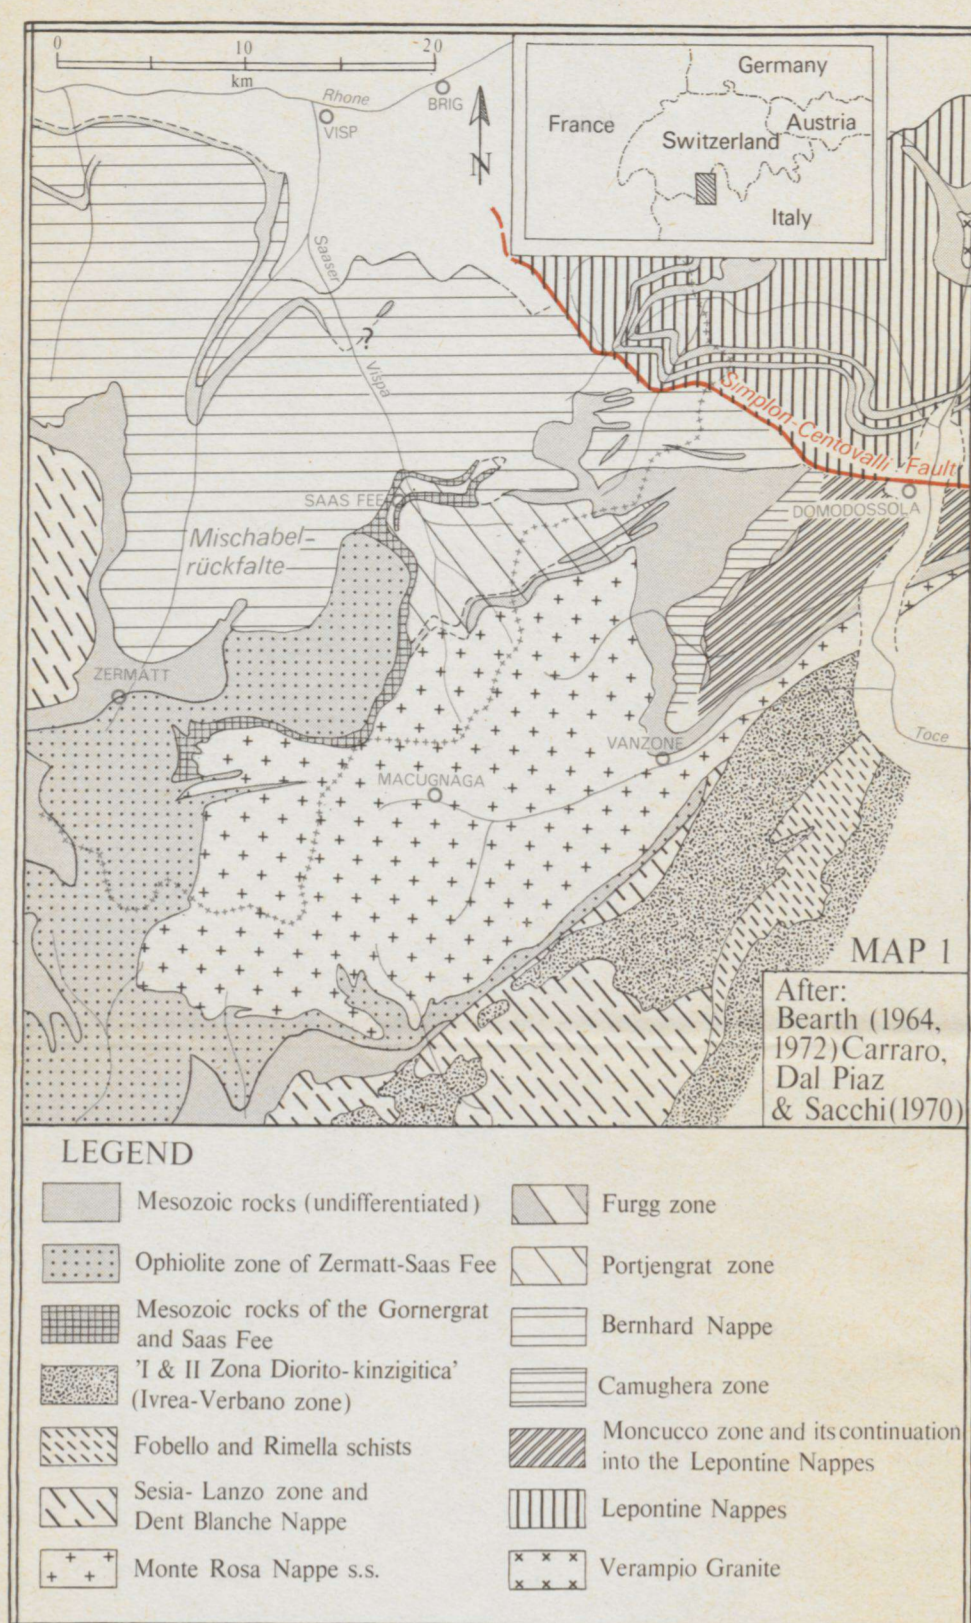 0 10 20
km
Rhone
BRIG
VISP
N
Germany
France
Austria
Switzerland
Italy
Saaser
?
Vispa
Simplon-Centovalli Fault
SAAS FEE
DOMODOSSOLA
Mischabel-
rückfalte
ZERMATT
Toce
VANZONE
MACUGNAGA
MAP 1
After:
Bearth (1964,
1972) Carraro,
Dal Piaz
& Sacchi (1970)
LEGEND
Mesozoic rocks (undifferentiated)
Ophiolite zone of Zermatt-Saas Fee
Mesozoic rocks of the Gornergrat
and Saas Fee
'I & II Zona Diorito-kinzigitica'
(Ivrea-Verbano zone)
Fobello and Rimella schists
Sesia- Lanzo zone and
Dent Blanche Nappe
Monte Rosa Nappe s.s.
Furgg zone
Portjengrat zone
Bernhard Nappe
Camughera zone
Moncucco zone and its continuation
into the Lepontine Nappes
Lepontine Nappes
Verampio Granite